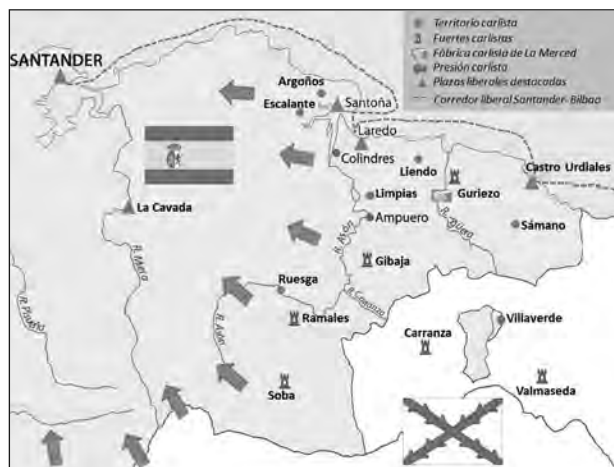 Territorio carlista
Fuertes carlistas
Fábrica carlista de La Merced
Presión carlista
Plazas liberales destacadas
Corredor liberal Santander-Bilbao
SANTANDER
Argoños
Escalante
Santoña
Laredo
Colindres
Liendo
Castro Urdiales
Limpias
Guriezo
La Cavada
Ampuero
Sámano
R. Asón
R. Agüera
R. Miera
Gibaja
Ruesga
R. Carranza
R. Pisueña
Ramales
R. Asón
Villaverde
Carranza
Soba
Valmaseda